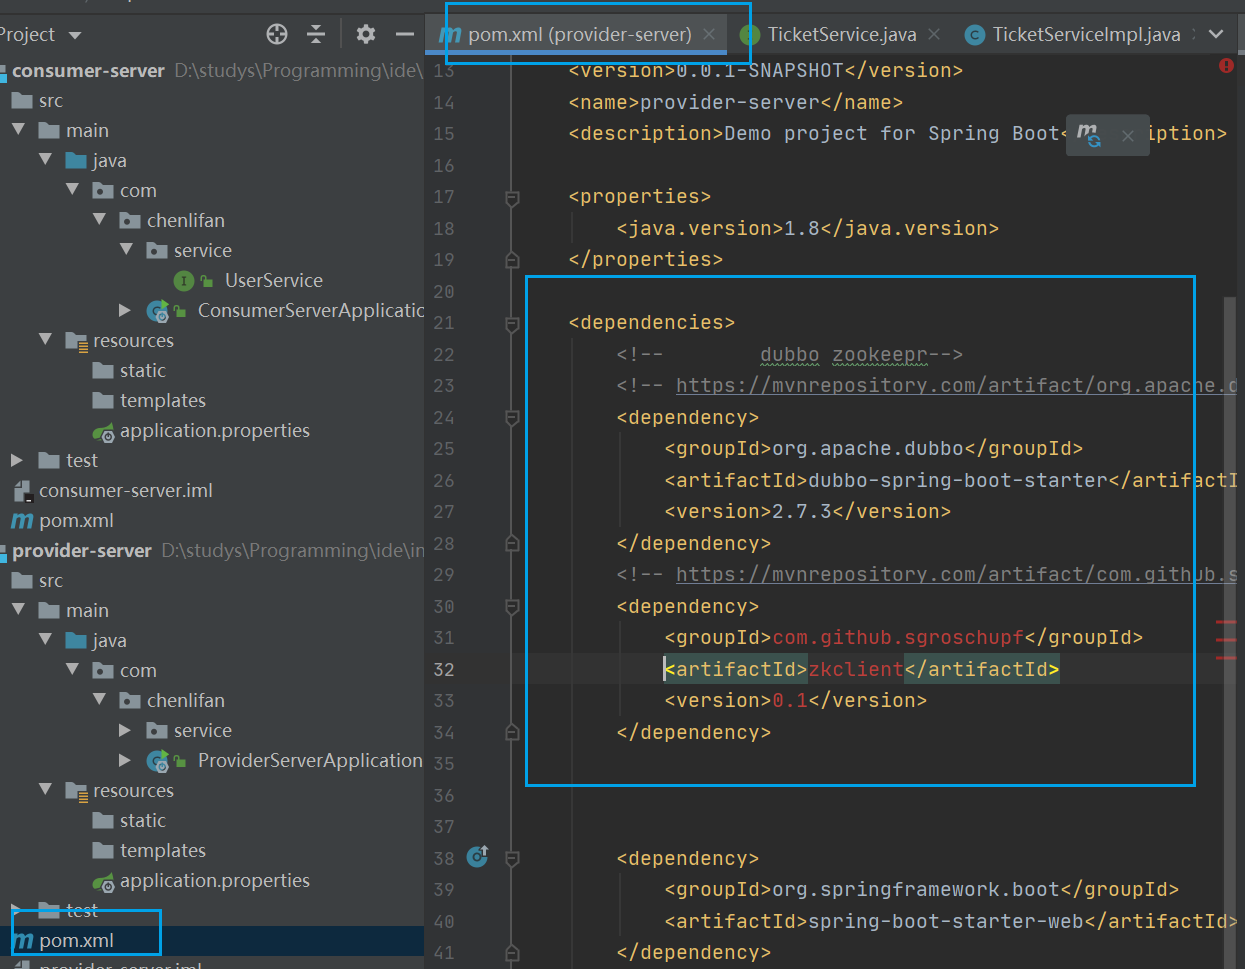 Project
consumer-server D:\studys\Programming\ide\
src
main
java
com
chenlifan
service
UserService
ConsumerServerApplicatio
resources
static
templates
application.properties
test
consumer-server.iml
pom.xml
provider-server D:\studys\Programming\ide\in
src
main
java
com
chenlifan
service
ProviderServerApplication
resources
static
templates
application.properties
test
pom.xml
provider-server.iml
pom.xml (provider-server)
TicketService.java
TicketServiceImpl.java
13 <version>0.0.1-SNAPSHOT</version>
14 <name>provider-server</name>
15 <description>Demo project for Spring Boot< iption>
16
17 <properties>
18 <java.version>1.8</java.version>
19 </properties>
20
21 <dependencies>
22 <!-- dubbo zookeepr-->
23 <!-- https://mvnrepository.com/artifact/org.apache.d
24 <dependency>
25 <groupId>org.apache.dubbo</groupId>
26 <artifactId>dubbo-spring-boot-starter</artifactI
27 <version>2.7.3</version>
28 </dependency>
29 <!-- https://mvnrepository.com/artifact/com.github.s
30 <dependency>
31 <groupId>com.github.sgroschupf</groupId>
32 <artifactId>zkclient</artifactId>
33 <version>0.1</version>
34 </dependency>
35
36
37
38 <dependency>
39 <groupId>org.springframework.boot</groupId>
40 <artifactId>spring-boot-starter-web</artifactId>
41 </dependency>